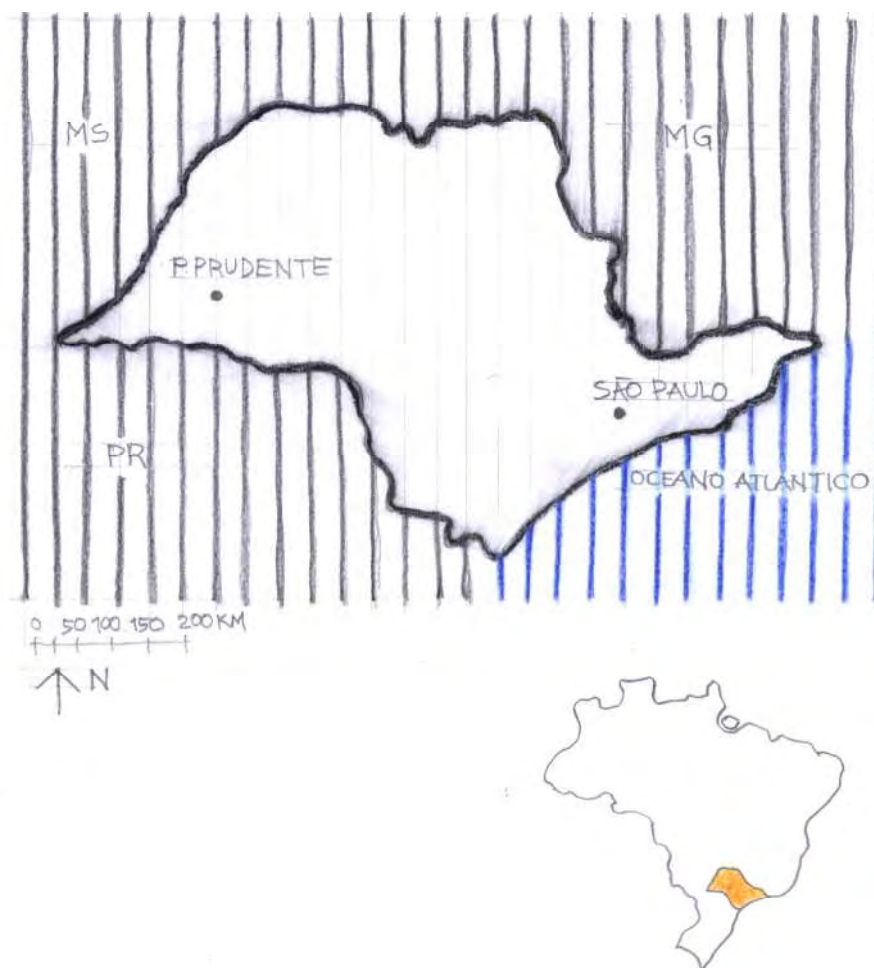 MS
MG
P. PRUDENTE
SÃO PAULO
PR
OCEANO ATLANTICO
0 50 100 150 200 KM
N